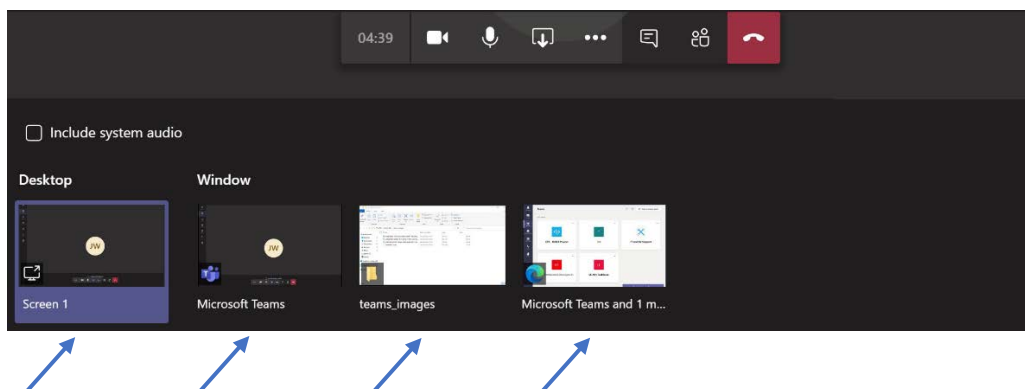 04:39
Include system audio
Desktop Window
JW JW
Screen 1 Microsoft Teams teams_images Microsoft Teams and 1 m...